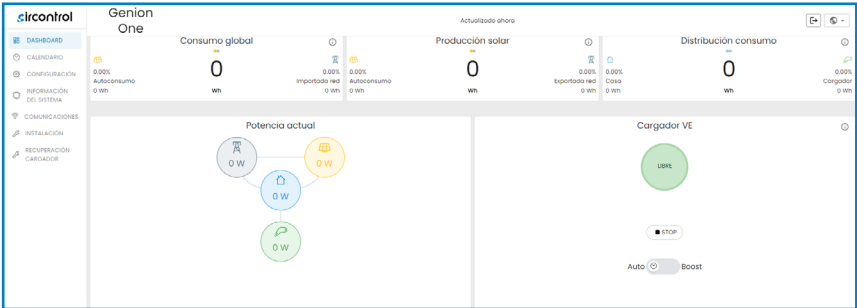 circontrol
Genion
One
Actualizado ahora
DASHBOARD
CALENDARIO
CONFIGURACIÓN
INFORMACIÓN
DEL SISTEMA
COMUNICACIONES
INSTALACIÓN
RECUPERACIÓN
CARGADOR
Consumo global
0.00%
Autoconsumo
0 Wh
0
Wh
0.00%
Importada red
0 Wh
Producción solar
0.00%
Autoconsumo
0 Wh
0
Wh
0.00%
Exportada red
0 Wh
Distribución consumo
0.00%
Casa
0 Wh
0
Wh
0.00%
Cargador
0 Wh
Potencia actual
0 W
0 W
0 W
0 W
Cargador VE
LIBRE
STOP
Auto
Boost